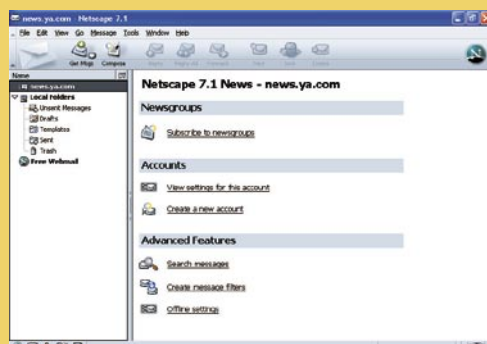 news.ya.com - Netscape 7.1
File Edit View Go Message Tools Window Help
Get Msgs Compose
Name
news.ya.com
Local Folders
Unsent Messages
Drafts
Templates
Sent
Trash
Free Webmail
Netscape 7.1 News - news.ya.com
Newsgroups
Subscribe to newsgroups
Accounts
View settings for this account
Create a new account
Advanced Features
Search messages
Create message filters
Offline settings